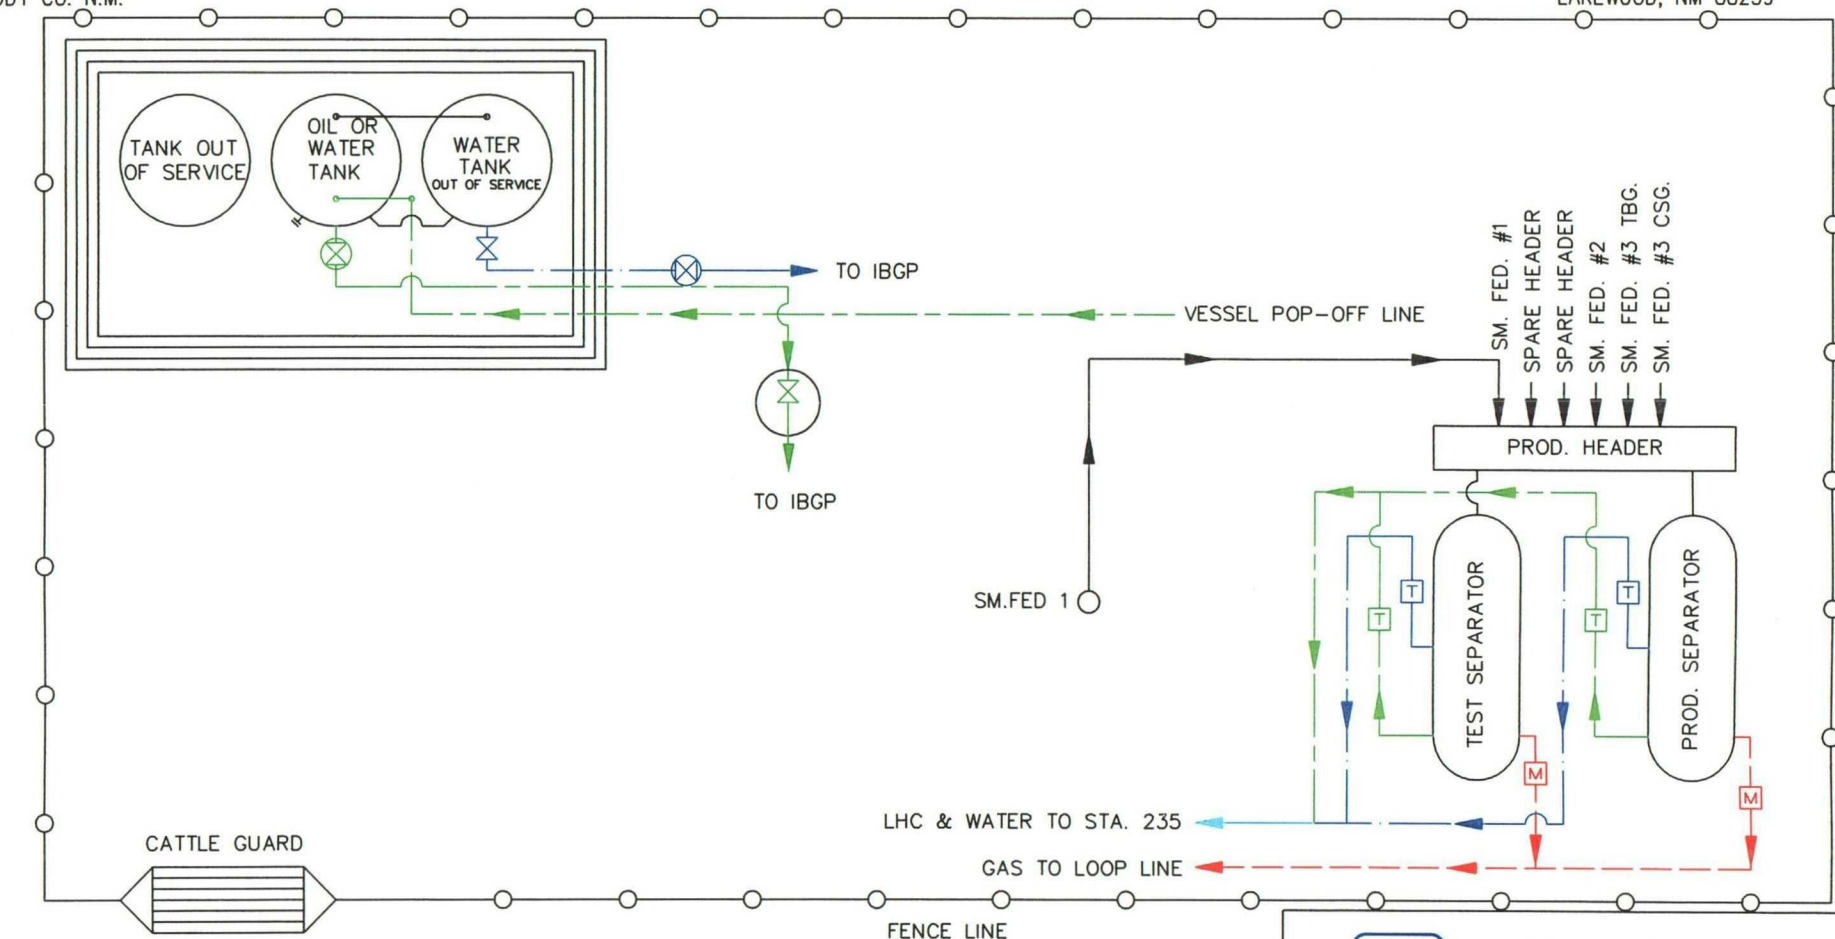 TANK OUT
OF SERVICE
OIL OR
WATER
TANK
WATER
TANK
OUT OF SERVICE
TO IBGP
VESSEL POP-OFF LINE
TO IBGP
SM. FED. #1
SPARE HEADER
SPARE HEADER
SM. FED. #2
SM. FED. #3 TBG.
SM. FED. #3 CSG.
PROD. HEADER
SM.FED 1
T
T
T
T
TEST SEPARATOR
PROD. SEPARATOR
M
M
LHC & WATER TO STA. 235
GAS TO LOOP LINE
CATTLE GUARD
FENCE LINE